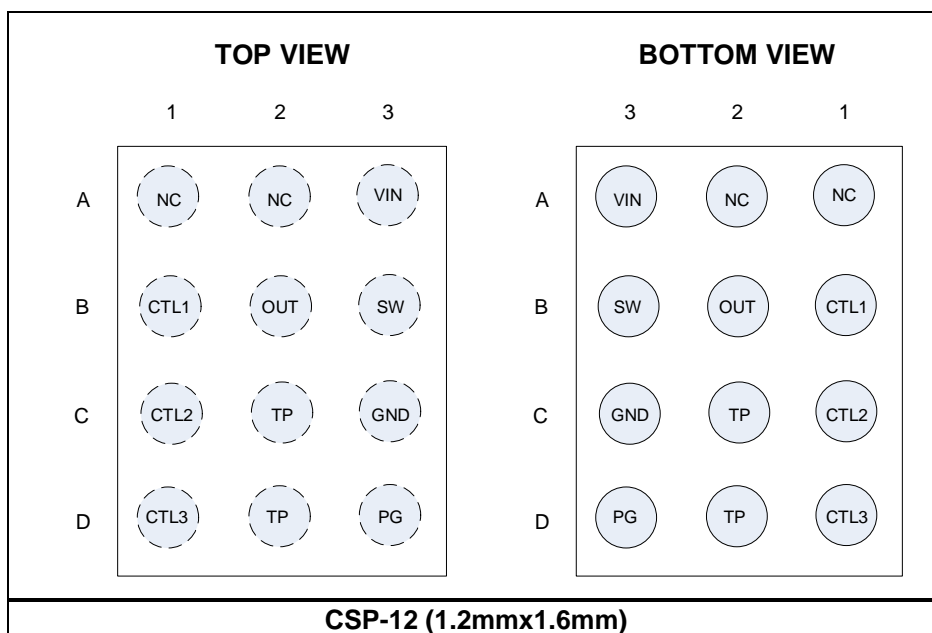 TOP VIEW BOTTOM VIEW
1 2 3 3 2 1
A NC NC VIN A VIN NC NC
B CTL1 OUT SW B SW OUT CTL1
C CTL2 TP GND C GND TP CTL2
D CTL3 TP PG D PG TP CTL3
CSP-12 (1.2mmx1.6mm)